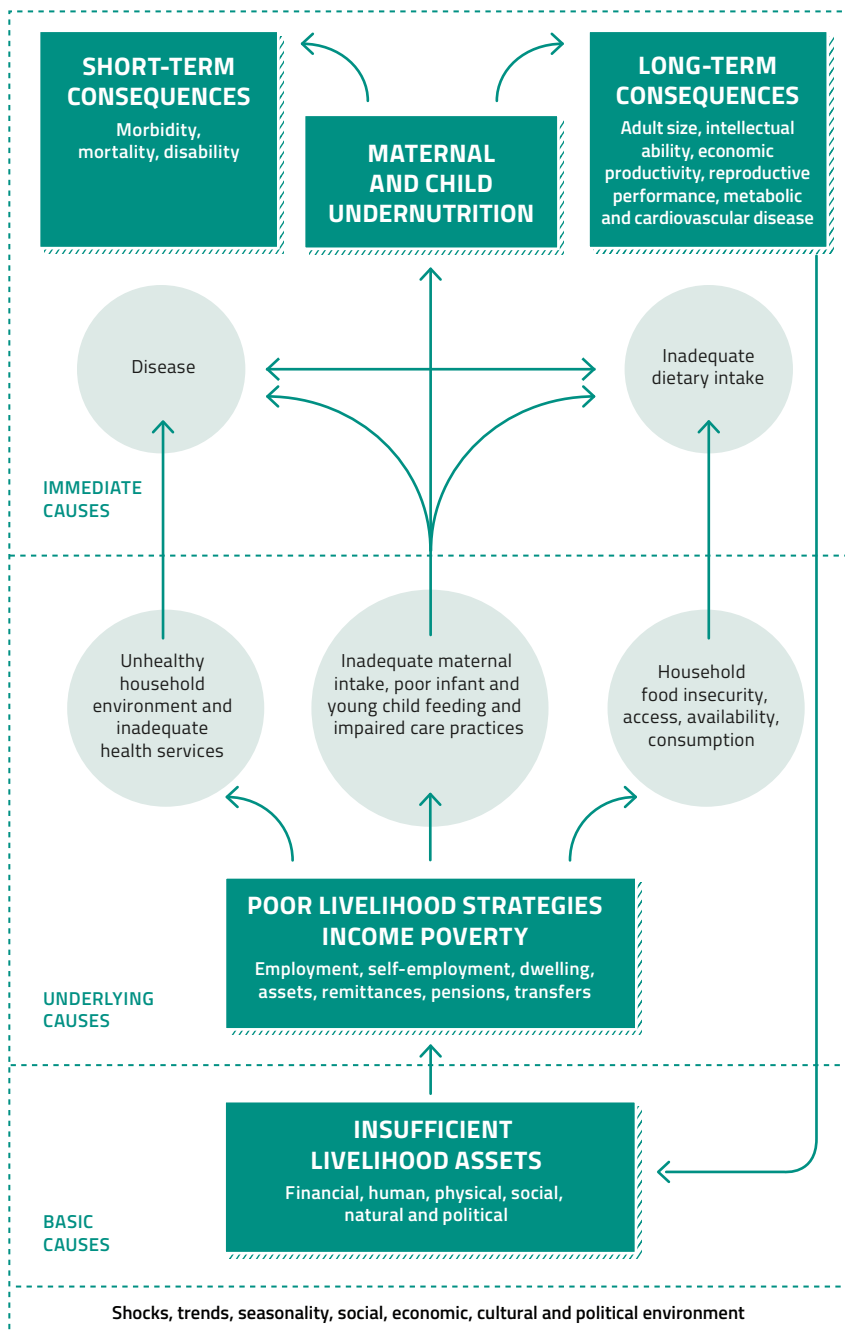 SHORT-TERM
CONSEQUENCES
Morbidity,
mortality, disability
MATERNAL
AND CHILD
UNDERNUTRITION
LONG-TERM
CONSEQUENCES
Adult size, intellectual
ability, economic
productivity, reproductive
performance, metabolic
and cardiovascular disease
Disease
Inadequate
dietary intake
IMMEDIATE
CAUSES
Unhealthy
household
environment and
inadequate
health services
Inadequate maternal
intake, poor infant and
young child feeding and
impaired care practices
Household
food insecurity,
access, availability,
consumption
POOR LIVELIHOOD STRATEGIES
INCOME POVERTY
Employment, self-employment, dwelling,
assets, remittances, pensions, transfers
UNDERLYING
CAUSES
INSUFFICIENT
LIVELIHOOD ASSETS
Financial, human, physical, social,
natural and political
BASIC
CAUSES
Shocks, trends, seasonality, social, economic, cultural and political environment